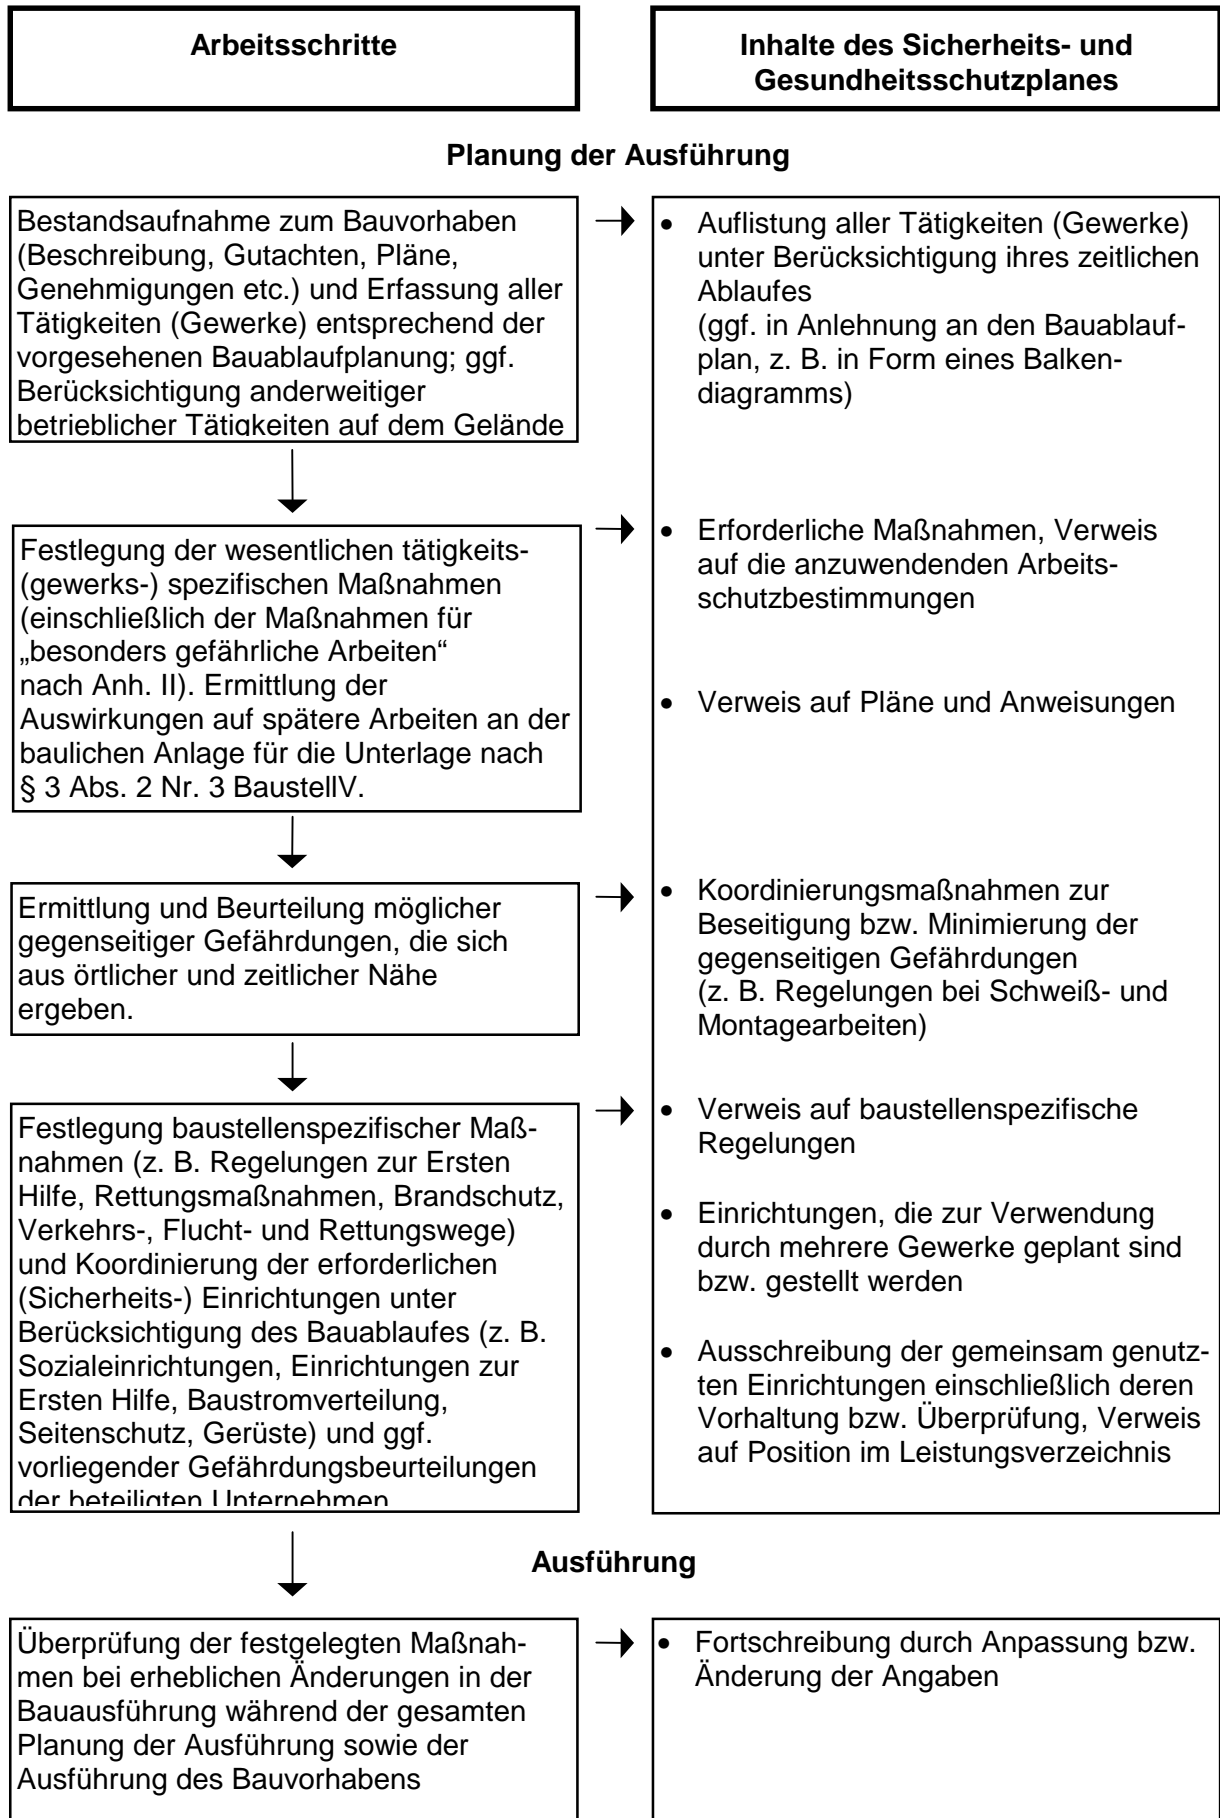 Arbeitsschritte
Inhalte des Sicherheits- und
Gesundheitsschutzplanes
Planung der Ausführung
Bestandsaufnahme zum Bauvorhaben
(Beschreibung, Gutachten, Pläne,
Genehmigungen etc.) und Erfassung aller
Tätigkeiten (Gewerke) entsprechend der
vorgesehenen Bauablaufplanung; ggf.
Berücksichtigung anderweitiger
betrieblicher Tätigkeiten auf dem Gelände
• Auflistung aller Tätigkeiten (Gewerke)
unter Berücksichtigung ihres zeitlichen
Ablaufes
(ggf. in Anlehnung an den Bauablauf-
plan, z. B. in Form eines Balken-
diagramms)
Festlegung der wesentlichen tätigkeits-
(gewerks-) spezifischen Maßnahmen
(einschließlich der Maßnahmen für
„besonders gefährliche Arbeiten“
nach Anh. II). Ermittlung der
Auswirkungen auf spätere Arbeiten an der
baulichen Anlage für die Unterlage nach
§ 3 Abs. 2 Nr. 3 BaustellV.
• Erforderliche Maßnahmen, Verweis
auf die anzuwendenden Arbeits-
schutzbestimmungen
• Verweis auf Pläne und Anweisungen
Ermittlung und Beurteilung möglicher
gegenseitiger Gefährdungen, die sich
aus örtlicher und zeitlicher Nähe
ergeben.
• Koordinierungsmaßnahmen zur
Beseitigung bzw. Minimierung der
gegenseitigen Gefährdungen
(z. B. Regelungen bei Schweiß- und
Montagearbeiten)
Festlegung baustellenspezifischer Maß-
nahmen (z. B. Regelungen zur Ersten
Hilfe, Rettungsmaßnahmen, Brandschutz,
Verkehrs-, Flucht- und Rettungswege)
und Koordinierung der erforderlichen
(Sicherheits-) Einrichtungen unter
Berücksichtigung des Bauablaufes (z. B.
Sozialeinrichtungen, Einrichtungen zur
Ersten Hilfe, Baustromverteilung,
Seitenschutz, Gerüste) und ggf.
vorliegender Gefährdungsbeurteilungen
der beteiligten Unternehmen
• Verweis auf baustellenspezifische
Regelungen
• Einrichtungen, die zur Verwendung
durch mehrere Gewerke geplant sind
bzw. gestellt werden
• Ausschreibung der gemeinsam genutz-
ten Einrichtungen einschließlich deren
Vorhaltung bzw. Überprüfung, Verweis
auf Position im Leistungsverzeichnis
Ausführung
Überprüfung der festgelegten Maßnah-
men bei erheblichen Änderungen in der
Bauausführung während der gesamten
Planung der Ausführung sowie der
Ausführung des Bauvorhabens
• Fortschreibung durch Anpassung bzw.
Änderung der Angaben